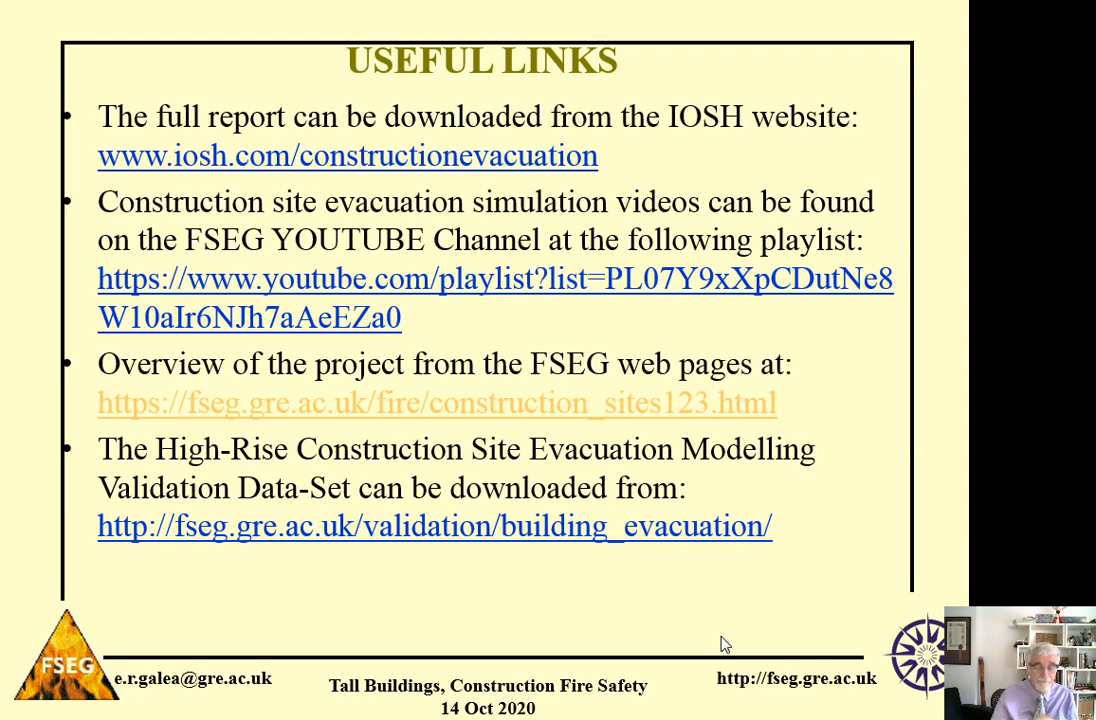 USEFUL LINKS
• The full report can be downloaded from the IOSH website:
www.iosh.com/constructionevacuation
• Construction site evacuation simulation videos can be found
on the FSEG YOUTUBE Channel at the following playlist:
https://www.youtube.com/playlist?list=PL07Y9xXpCDutNe8
W10aIr6NJh7aAeEZa0
• Overview of the project from the FSEG web pages at:
https://fseg.gre.ac.uk/fire/construction_sites123.html
• The High-Rise Construction Site Evacuation Modelling
Validation Data-Set can be downloaded from:
http://fseg.gre.ac.uk/validation/building_evacuation/
FSEG
e.r.galea@gre.ac.uk
Tall Buildings, Construction Fire Safety
14 Oct 2020
http://fseg.gre.ac.uk